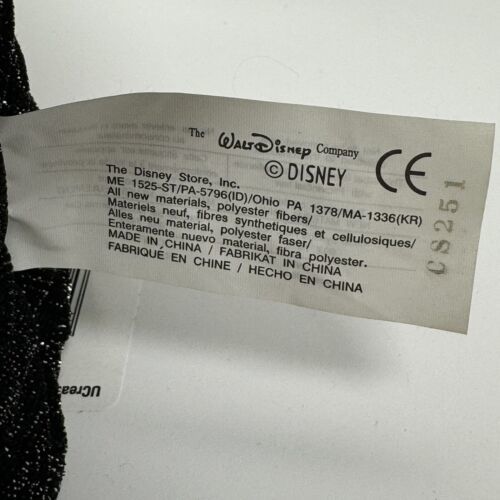 The Walt Disney Company
© DISNEY
CE
The Disney Store, Inc.
ME 1525-ST/PA-5796(ID)/Ohio PA 1378/MA-1336(KR)
All new materials, polyester fibers/
Materiels neuf, fibres synthetiques et cellulosiques/
Alles neu material, polyester faser/
Enteramente nuevo material, fibra polyester.
MADE IN CHINA / FABRIKAT IN CHINA
FABRIQUÉ EN CHINE / HECHO EN CHINA
CS251
UCrea